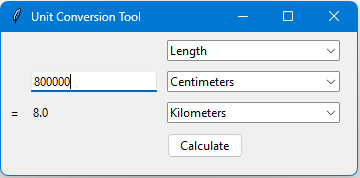 Unit Conversion Tool
Length
800000 Centimeters
= 8.0 Kilometers
Calculate